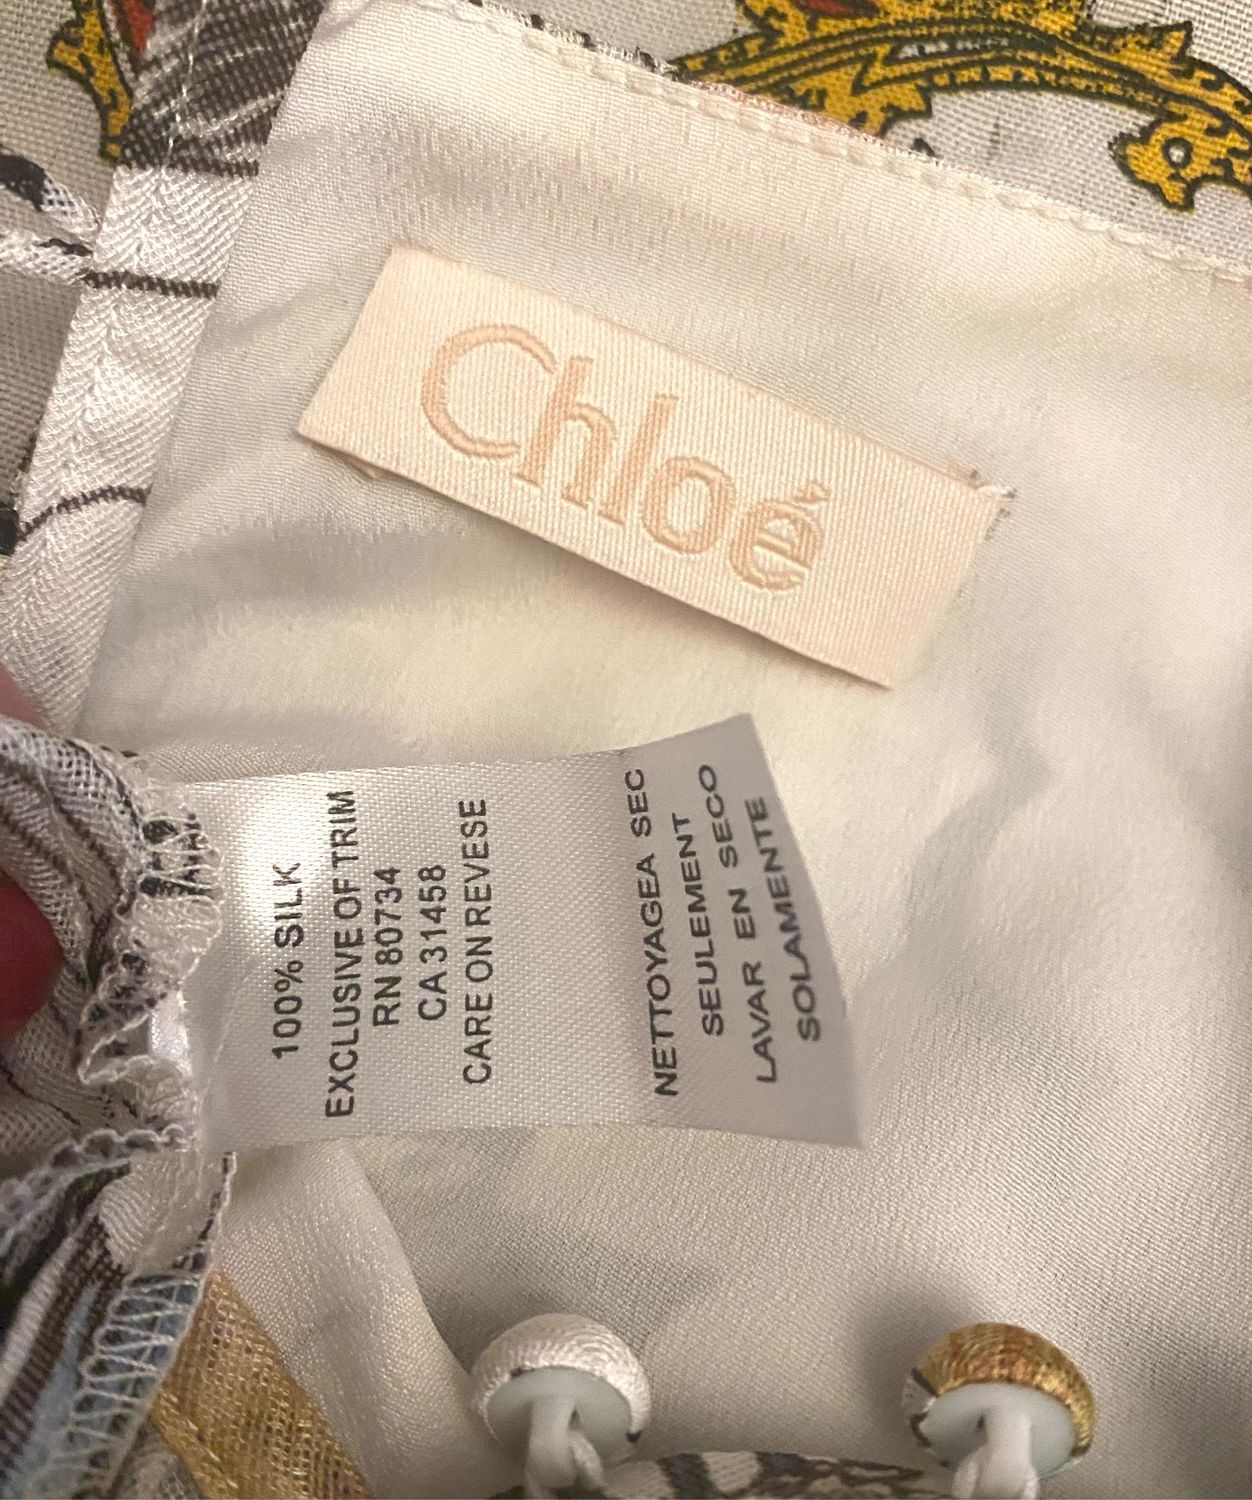 Chloé
100% SILK
EXCLUSIVE OF TRIM
RN 80734
CA 31458
CARE ON REVESE
NETTOYAGEA SEC
SEULEMENT
LAVAR EN SECO
SOLAMENTE